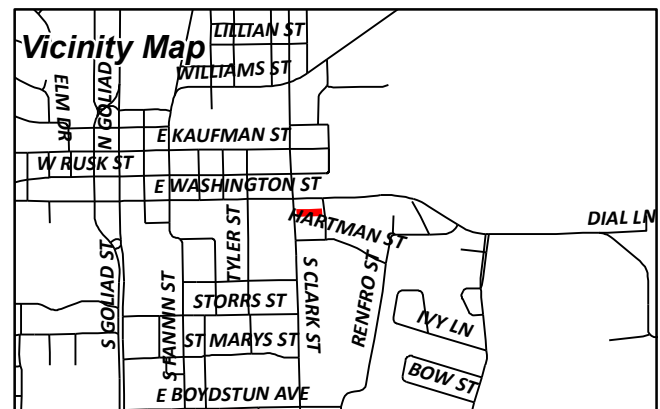 LILLIAN ST
Vicinity Map
WILLIAMS ST
ELM DR
N GOLIAD
E KAUFMAN ST
W RUSK ST
E WASHINGTON ST
HARTMAN ST
DIAL LN
TYLER ST
S GOLIAD ST
S FANNIN ST
S CLARK ST
RENFRO ST
STORRS ST
IVY LN
ST MARYS ST
BOW ST
E BOYDSTUN AVE